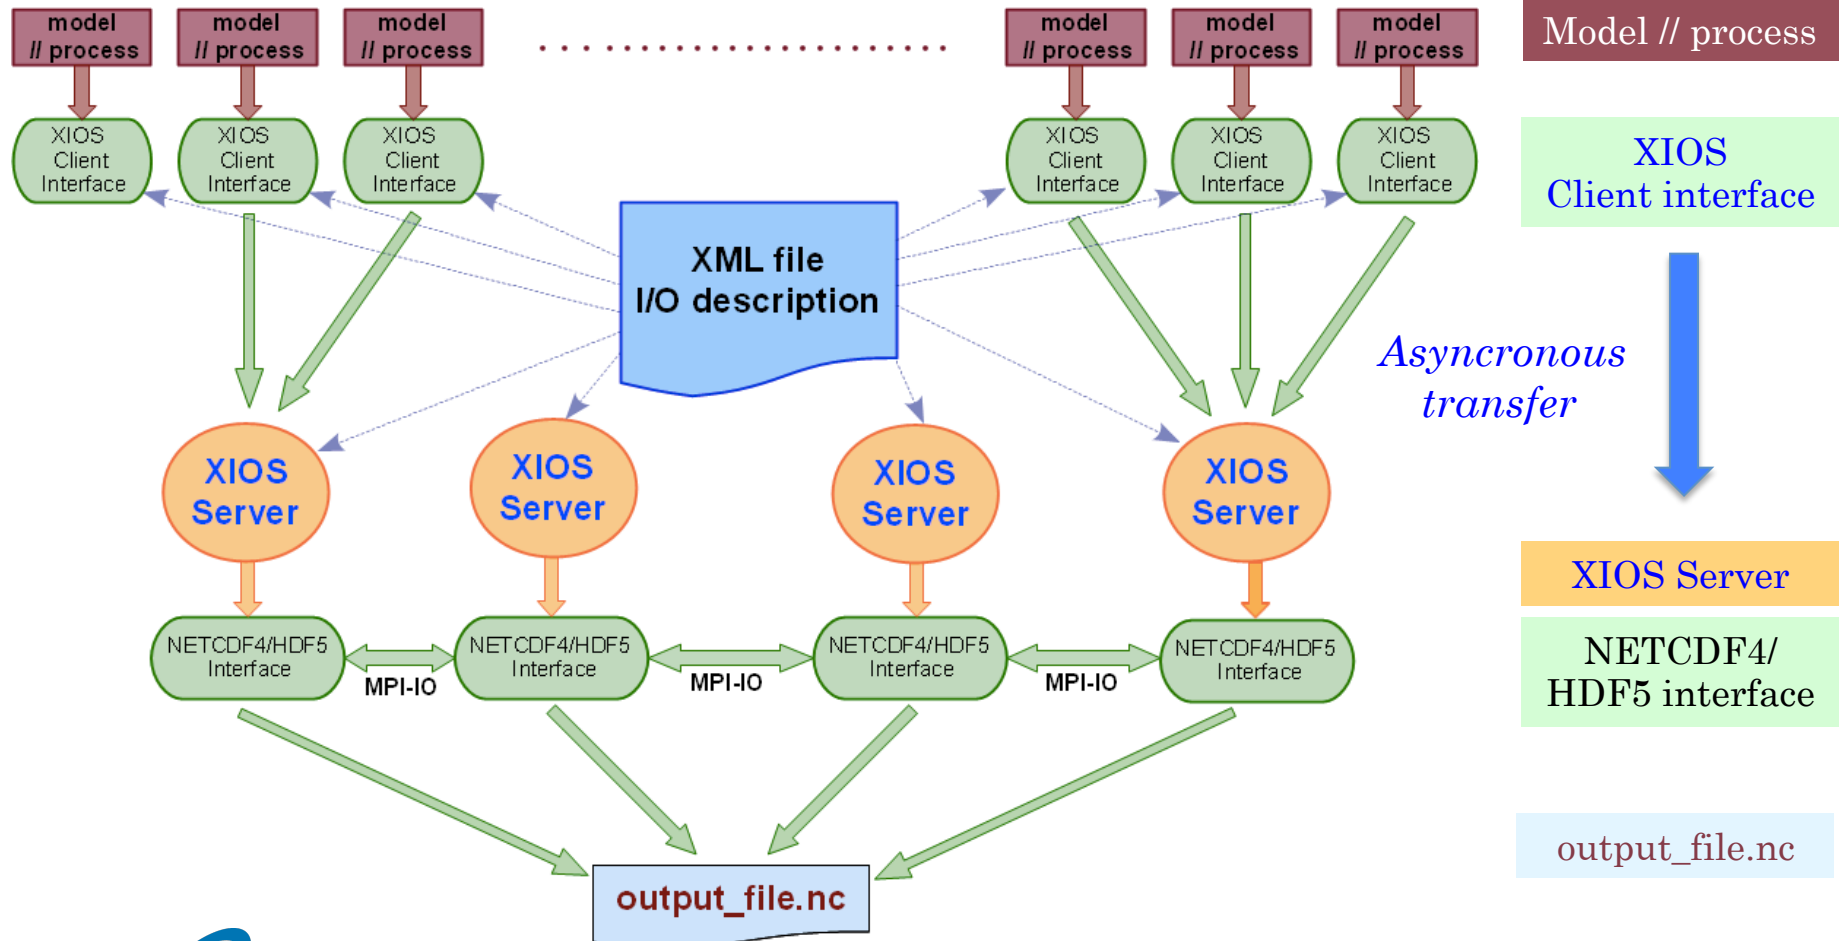 model
// process
model
// process
model
// process
model
// process
model
// process
model
// process
Model // process
XIOS
Client
Interface
XIOS
Client
Interface
XIOS
Client
Interface
XIOS
Client
Interface
XIOS
Client
Interface
XIOS
Client
Interface
XIOS
Client interface
XML file
I/O description
Asyncronous
transfer
XIOS
Server
XIOS
Server
XIOS
Server
XIOS
Server
XIOS Server
NETCDF4/HDF5
Interface
MPI-IO
NETCDF4/HDF5
Interface
MPI-IO
NETCDF4/HDF5
Interface
MPI-IO
NETCDF4/HDF5
Interface
NETCDF4/
HDF5 interface
output_file.nc
output_file.nc